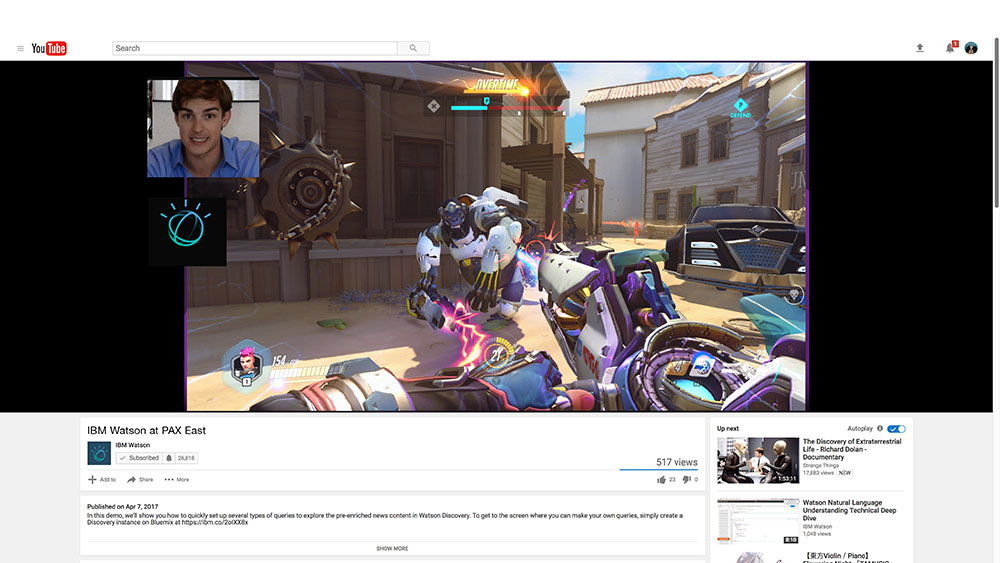 YouTube
Search
1
OVERTIME
P
P
DEFEND
154
1
21
IBM Watson at PAX East
IBM Watson
Subscribed
26,818
517 views
Add to
Share
More
23
0
Published on Apr 7, 2017
In this demo, we'll show you how to quickly set up several types of queries to explore the pre-enriched news content in Watson Discovery. To get to the screen where you can make your own queries, simply create a
Discovery instance on Bluemix at https://ibm.co/2oIXX8x
SHOW MORE
Up next
Autoplay
The Discovery of Extraterrestrial
Life - Richard Dolan -
Documentary
Strange Things
17,883 views NEW
1:53:11
Watson Natural Language
Understanding Technical Deep
Dive
IBM Watson
1,048 views
8:10
【東方Violin / Piano】